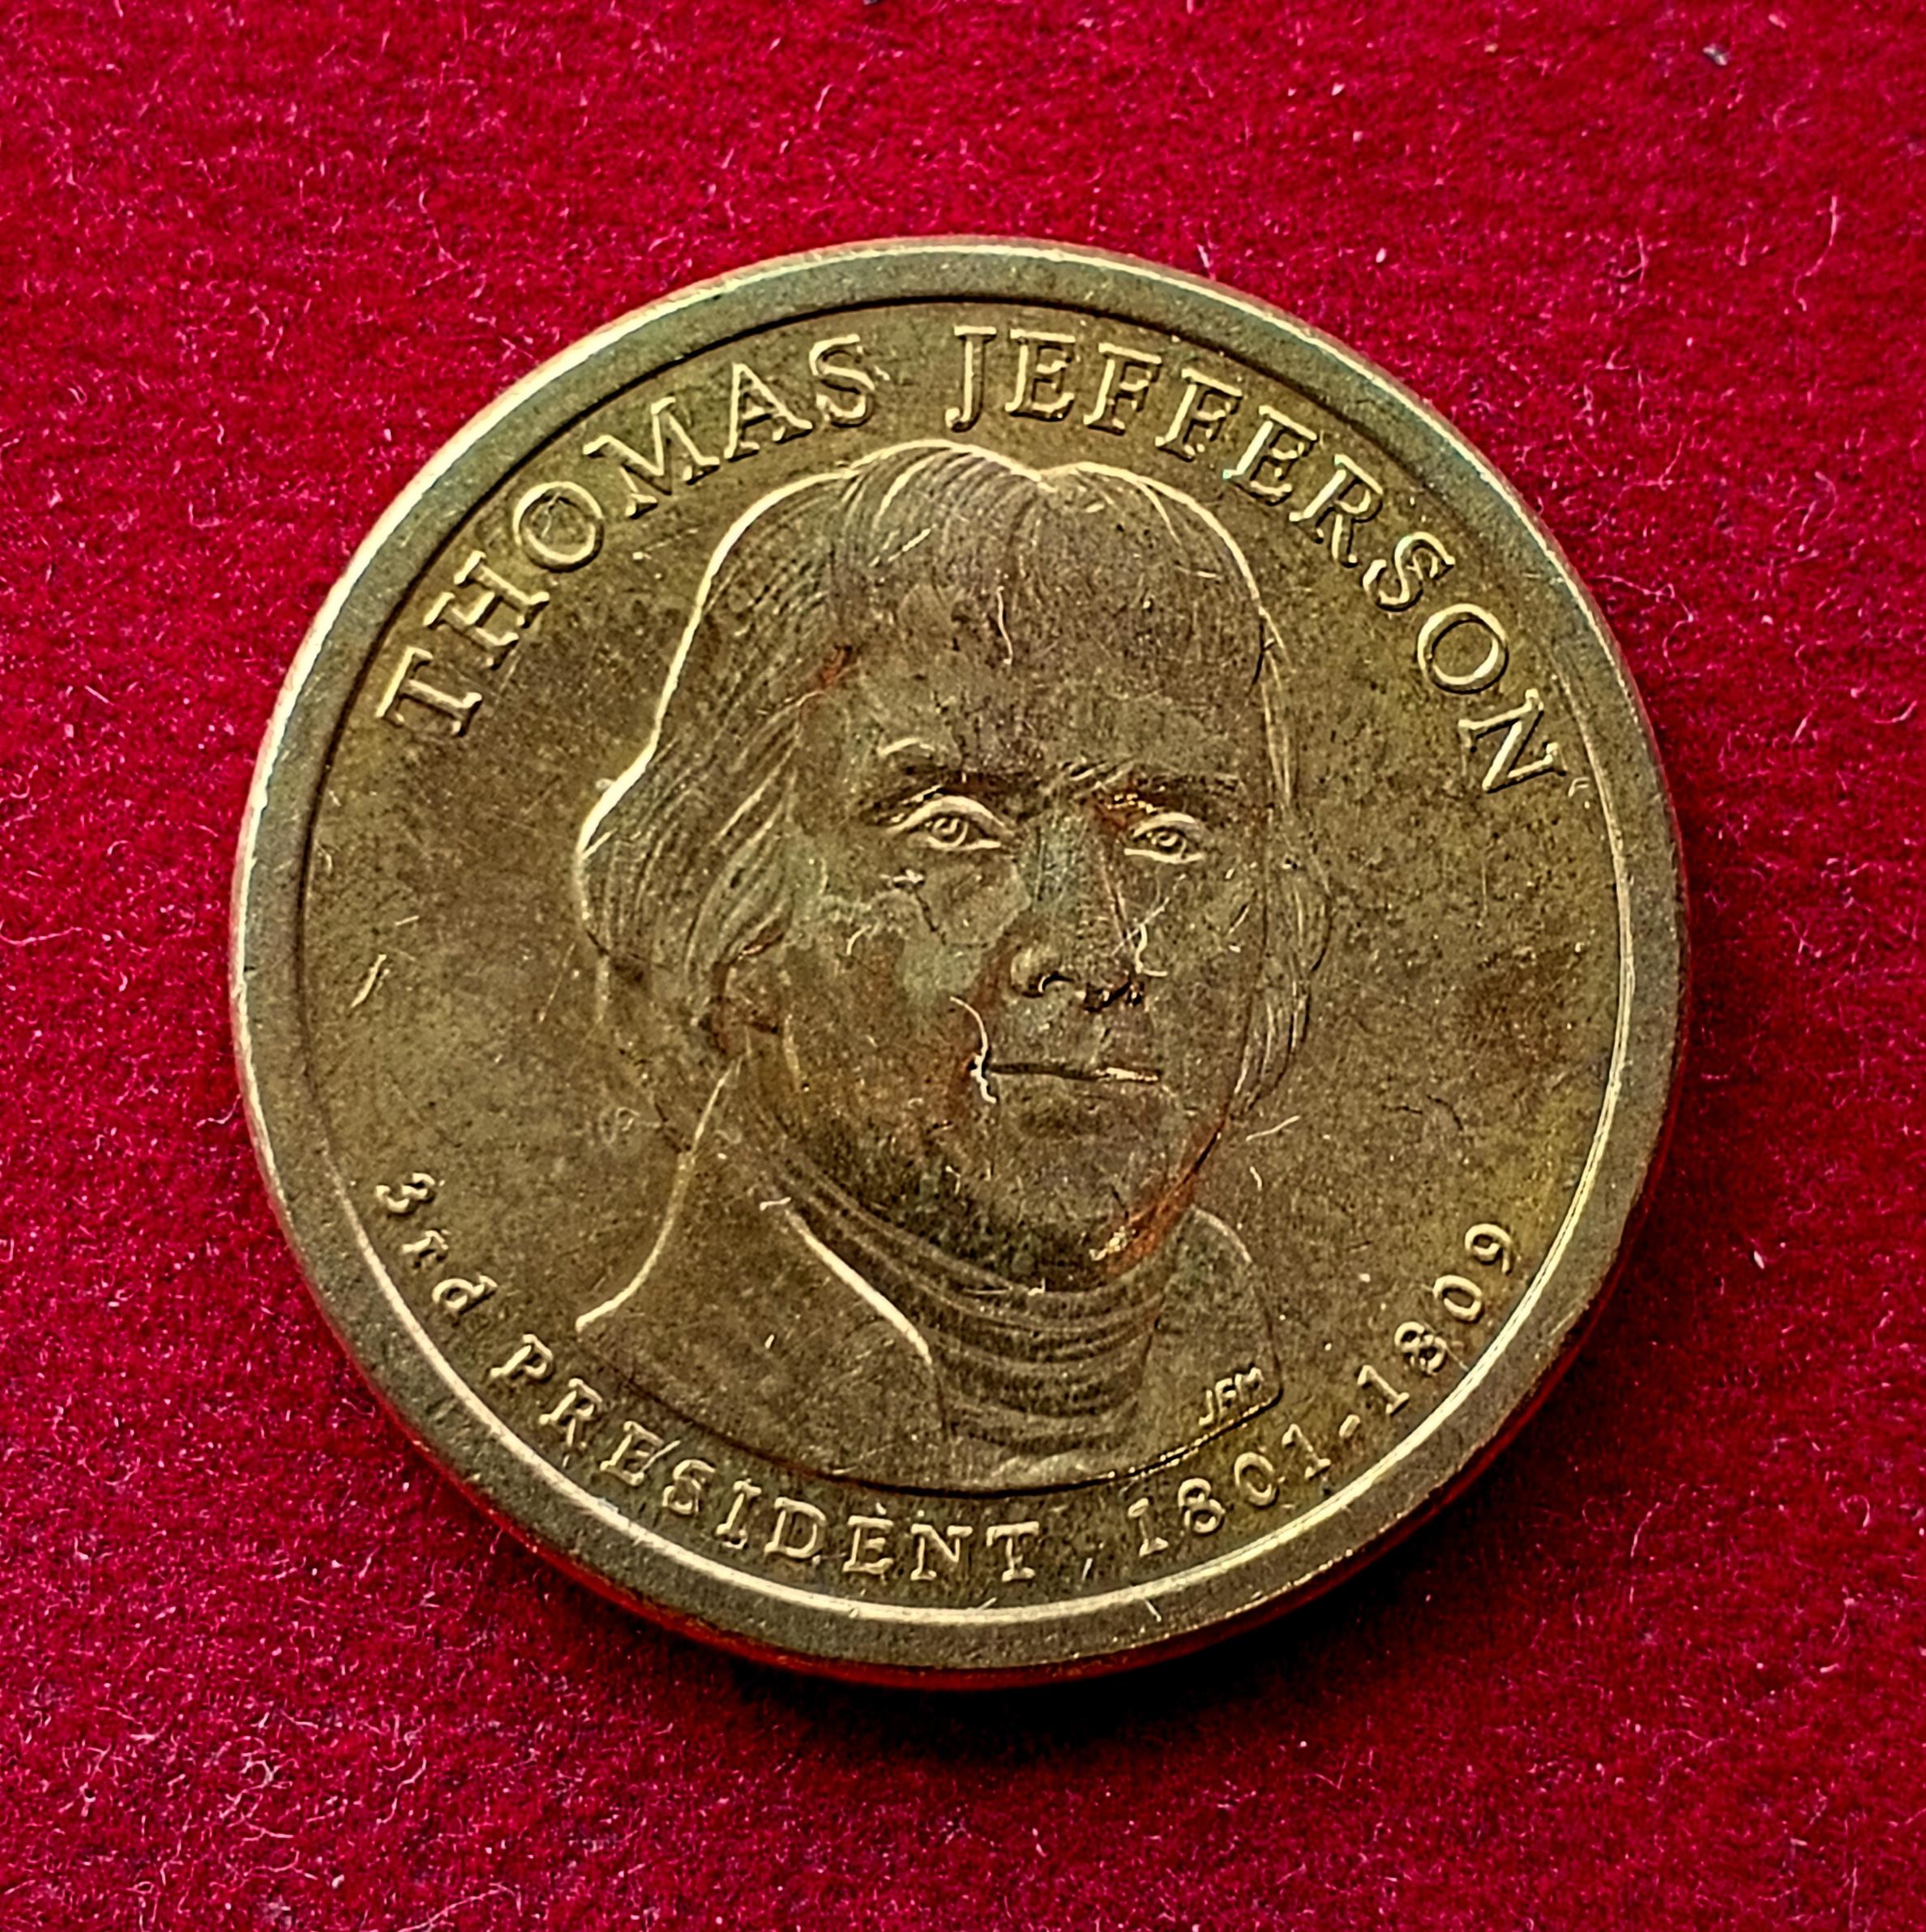 THOMAS JEFFERSON
JFM
3rd PRESIDENT 1801-1809